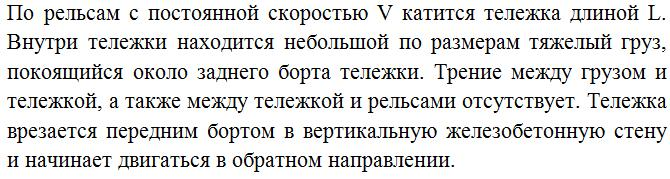 По рельсам с постоянной скоростью V катится тележка длиной L.
Внутри тележки находится небольшой по размерам тяжелый груз,
покоящийся около заднего борта тележки. Трение между грузом и
тележкой, а также между тележкой и рельсами отсутствует. Тележка
врезается передним бортом в вертикальную железобетонную стену
и начинает двигаться в обратном направлении.